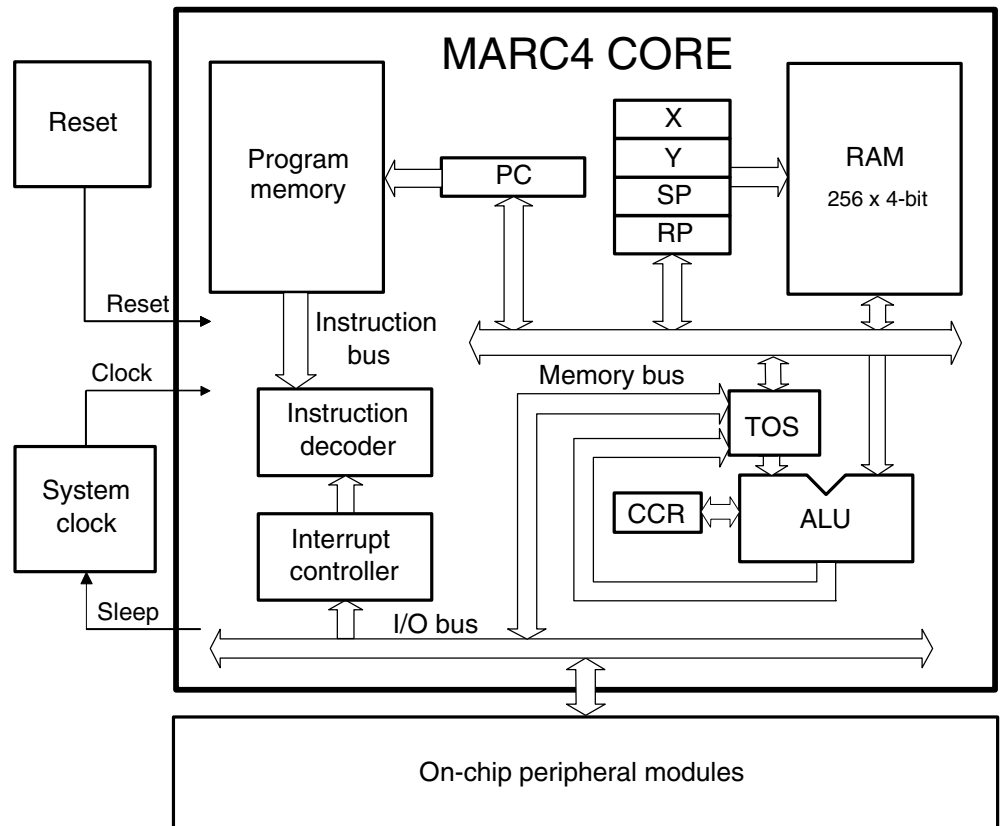 MARC4 CORE
Reset
Program
memory
PC
X
Y
SP
RP
RAM
256 x 4-bit
Reset
Instruction
bus
Clock
Memory bus
Instruction
decoder
TOS
System
clock
CCR
ALU
Interrupt
controller
Sleep
I/O bus
On-chip peripheral modules